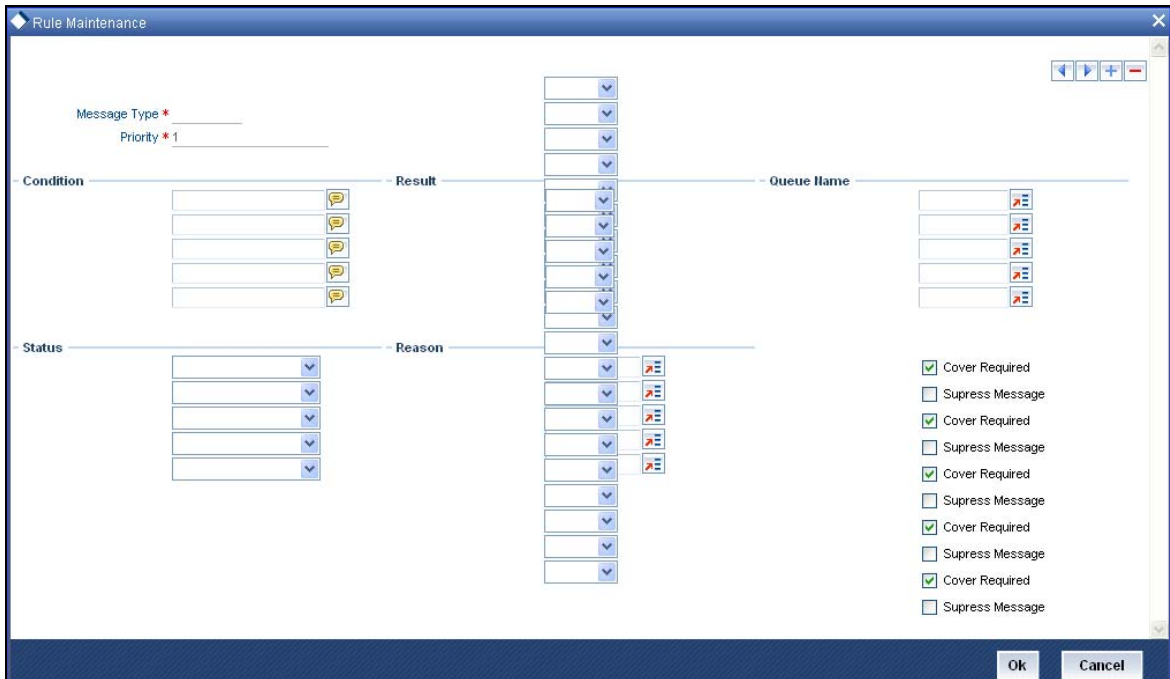 Rule Maintenance
Message Type *
Priority * 1
Condition
Result
Queue Name
Status
Reason
Cover Required
Supress Message
Cover Required
Supress Message
Cover Required
Supress Message
Cover Required
Supress Message
Cover Required
Supress Message
Ok
Cancel